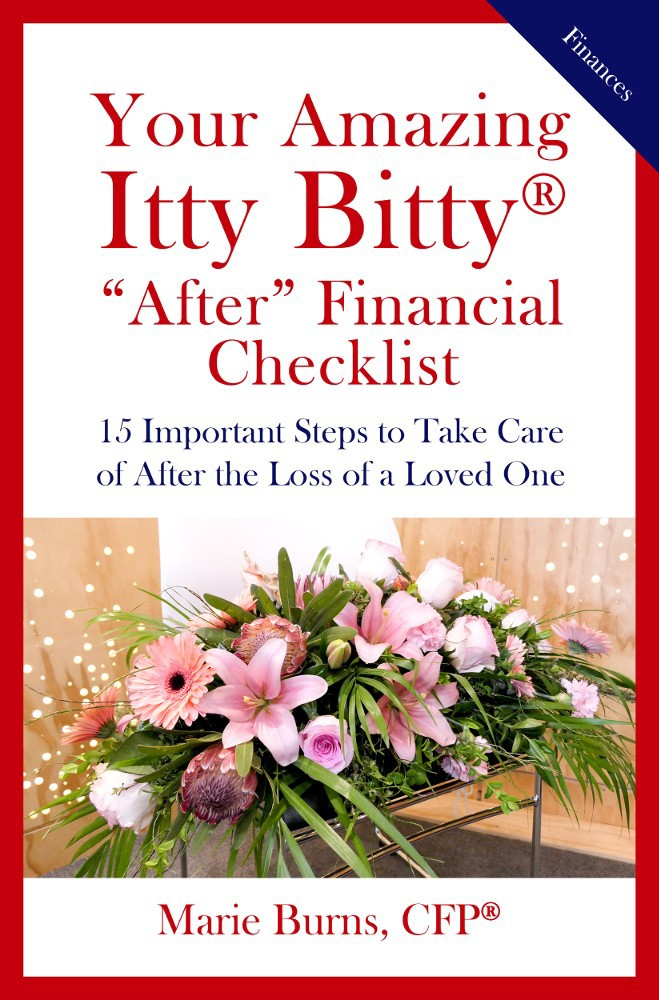 Finances
Your Amazing
Itty Bitty®
“After” Financial
Checklist
15 Important Steps to Take Care
of After the Loss of a Loved One
Marie Burns, CFP®